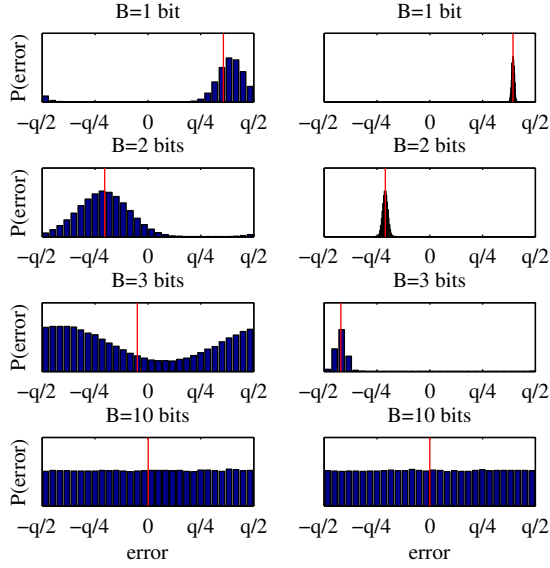 B=1 bit
B=1 bit
P(error)
−q/2 −q/4 0 q/4 q/2
−q/2 −q/4 0 q/4 q/2
B=2 bits
B=2 bits
P(error)
−q/2 −q/4 0 q/4 q/2
−q/2 −q/4 0 q/4 q/2
B=3 bits
B=3 bits
P(error)
−q/2 −q/4 0 q/4 q/2
−q/2 −q/4 0 q/4 q/2
B=10 bits
B=10 bits
P(error)
−q/2 −q/4 0 q/4 q/2
−q/2 −q/4 0 q/4 q/2
error
error